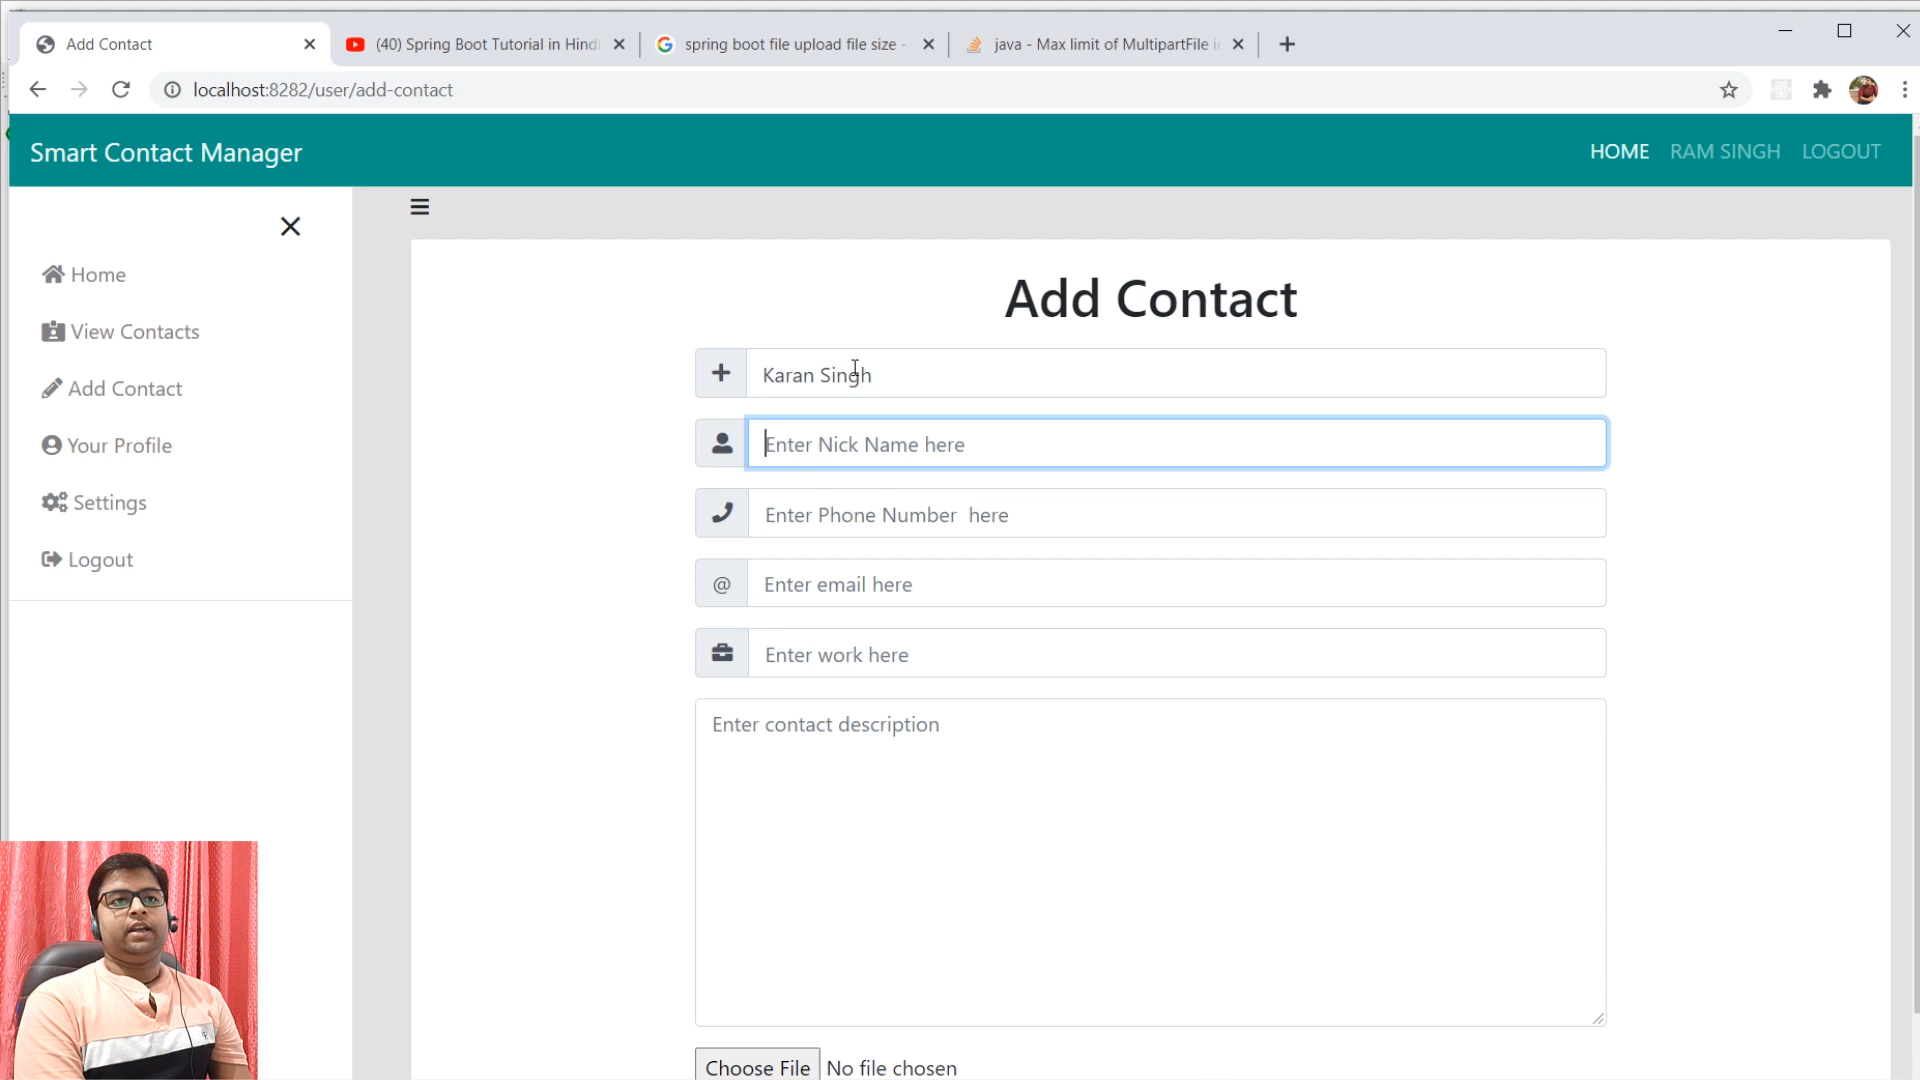 Add Contact
(40) Spring Boot Tutorial in Hindi
spring boot file upload file size -
java - Max limit of MultipartFile i
localhost:8282/user/add-contact
Smart Contact Manager
HOME RAM SINGH LOGOUT
Home
View Contacts
Add Contact
Your Profile
Settings
Logout
Add Contact
Karan Singh
Enter Nick Name here
Enter Phone Number  here
@ Enter email here
Enter work here
Enter contact description
Choose File No file chosen